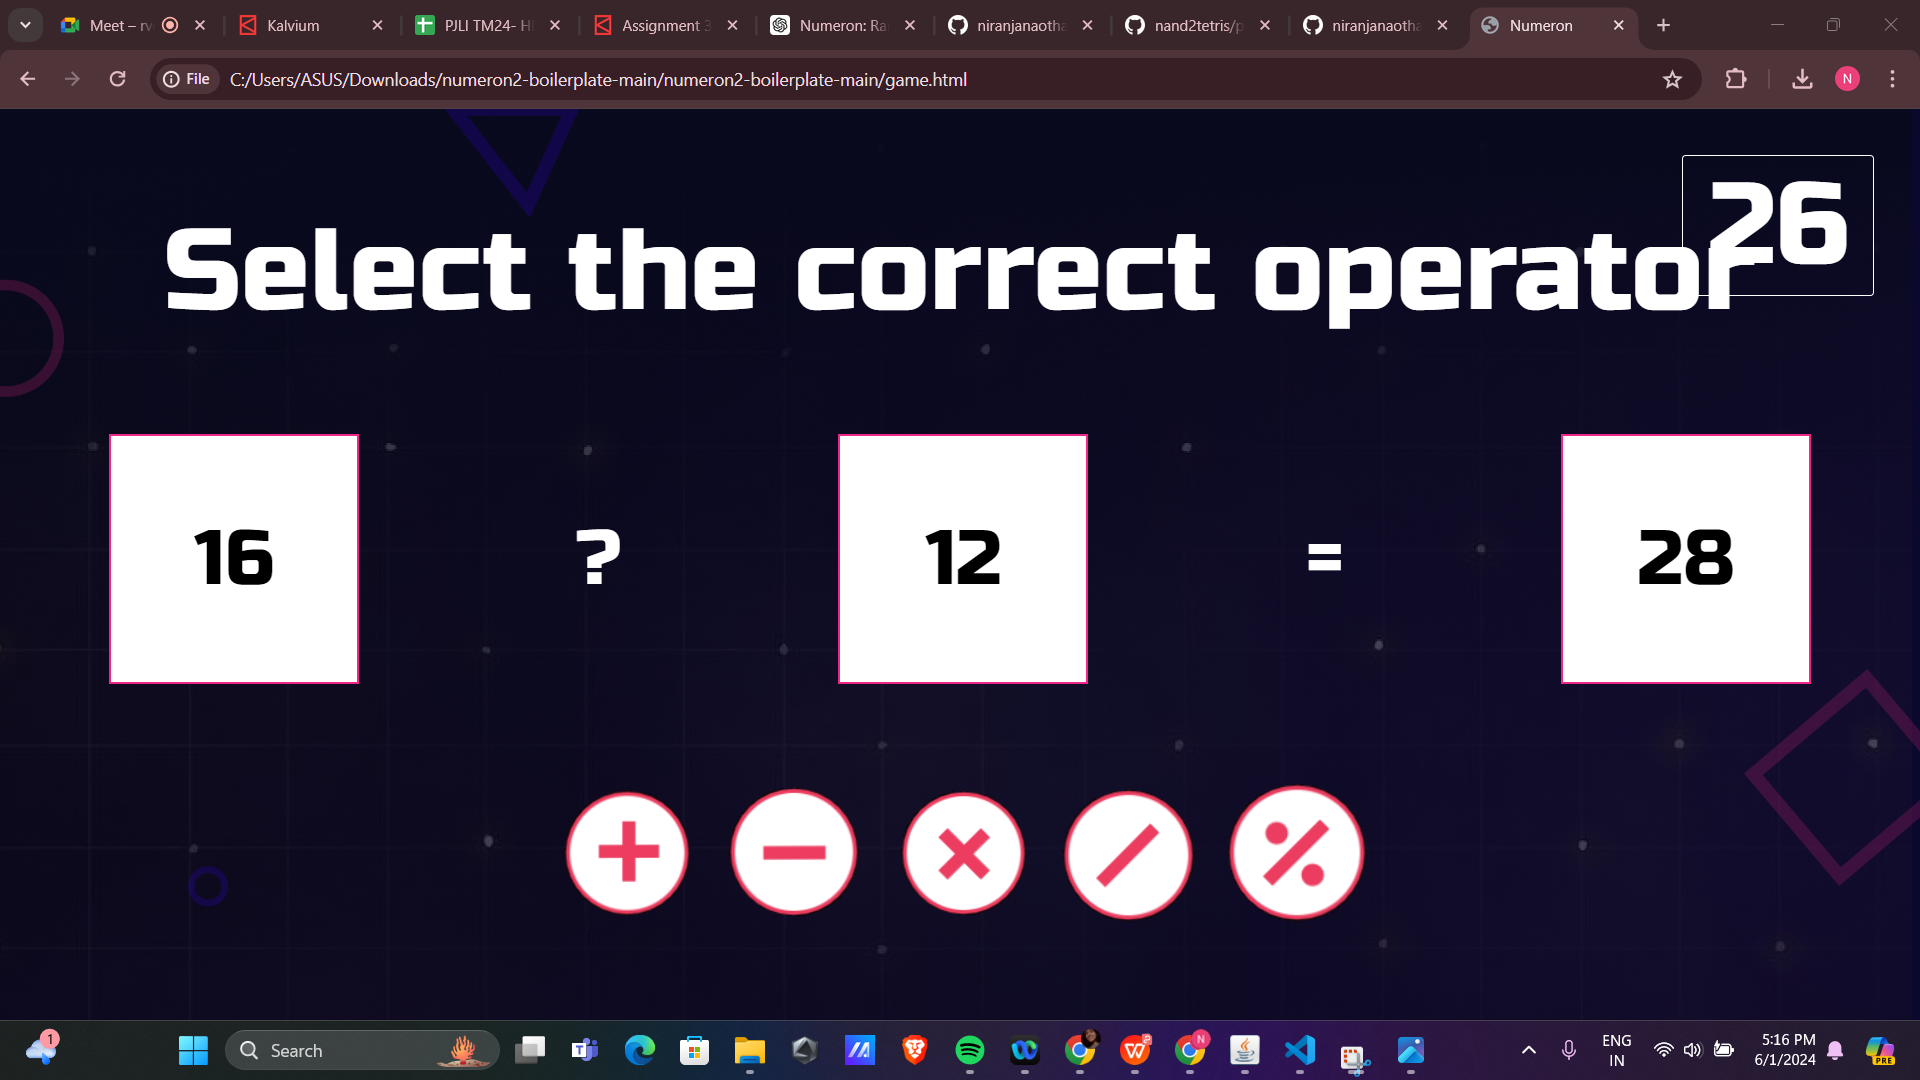 Meet – rv
Kalvium
PJLI TM24- H
Assignment 3
Numeron: Ra
niranjanaotha
nand2tetris/p
niranjanaotha
Numeron
File
C:/Users/ASUS/Downloads/numeron2-boilerplate-main/numeron2-boilerplate-main/game.html
N
26
Select the correct operator
16 ? 12 = 28
+ − × / %
1
Search
N
ENG
IN
5:16 PM
6/1/2024
PRE